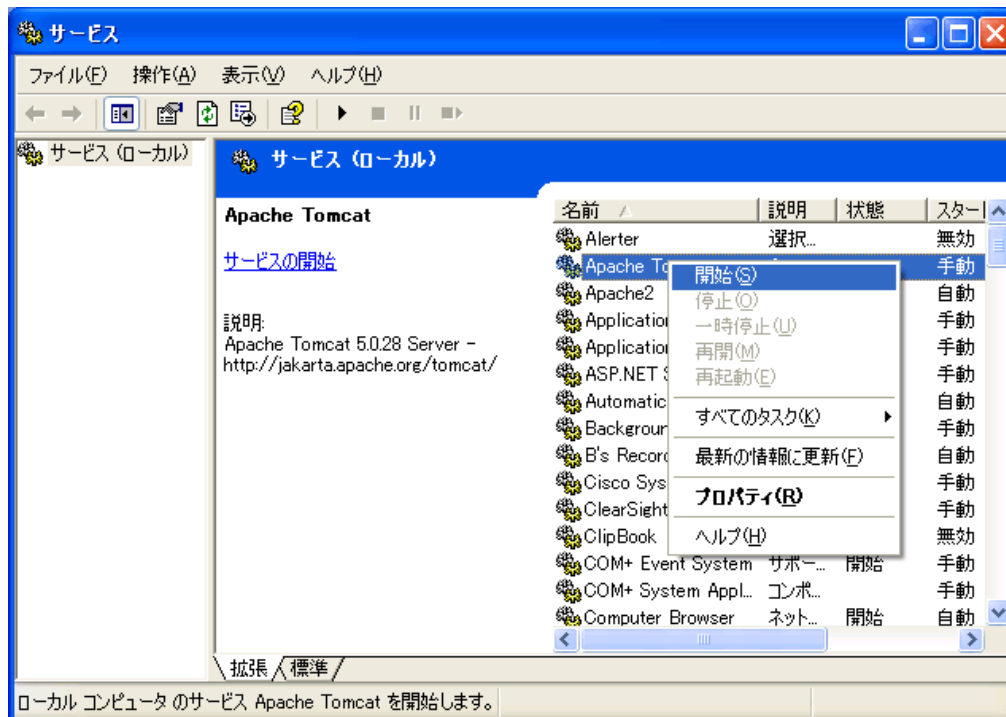 サービス
ファイル(F) 操作(A) 表示(V) ヘルプ(H)
サービス (ローカル)
サービス (ローカル)
Apache Tomcat
サービスの開始
説明:
Apache Tomcat 5.0.28 Server -
http://jakarta.apache.org/tomcat/
名前 説明 状態 スタート
Alerter 選択... 無効
Apache To 手動
Apache2 自動
Application 手動
Application 手動
ASP.NET S 手動
Automatic 自動
Backgroun 手動
B's Record 自動
Cisco Sys 手動
ClearSight 手動
ClipBook 無効
COM+ Event System サポー... 開始 手動
COM+ System Appl... コンポ... 手動
Computer Browser ネット... 開始 自動
開始(S)
停止(O)
一時停止(U)
再開(M)
再起動(E)
すべてのタスク(K)
最新の情報に更新(F)
プロパティ(R)
ヘルプ(H)
拡張 標準
ローカル コンピュータ のサービス Apache Tomcat を開始します。